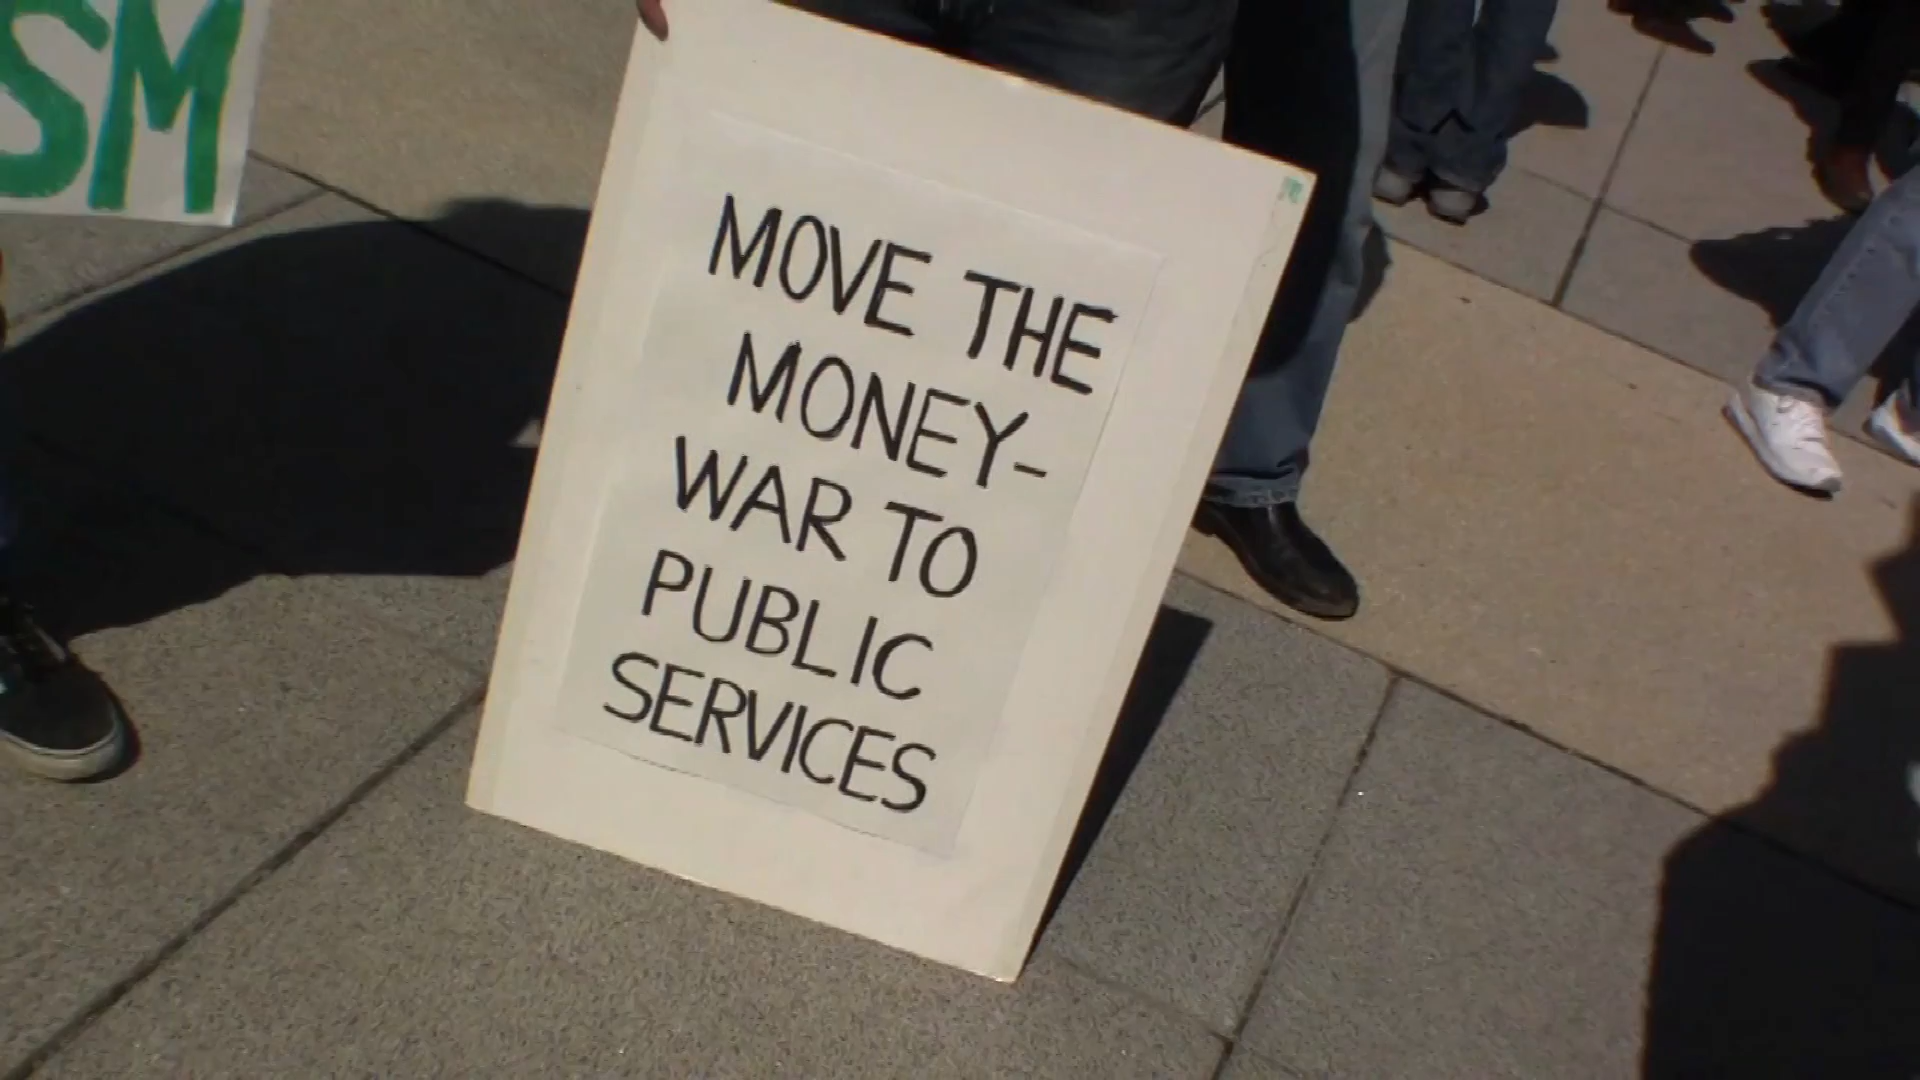 SM
MOVE THE
MONEY-
WAR TO
PUBLIC
SERVICES